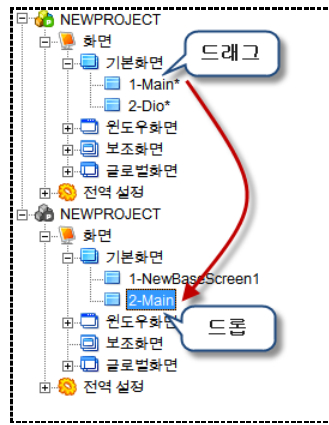 NEWPROJECT
화면
기본화면
드래그
1-Main*
2-Dio*
윈도우화면
보조화면
글로벌화면
전역 설정
NEWPROJECT
화면
기본화면
1-NewBaseScreen1
2-Main
윈도우화면
드롭
보조화면
글로벌화면
전역 설정